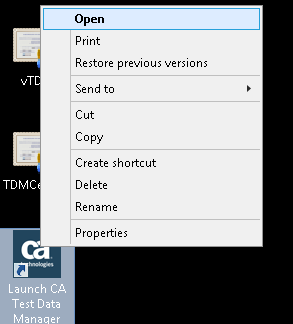 Open
Print
Restore previous versions
Send to
Cut
Copy
Create shortcut
Delete
Rename
Properties
vTD
TDMCe
ca
technologies
Launch CA
Test Data
Manager